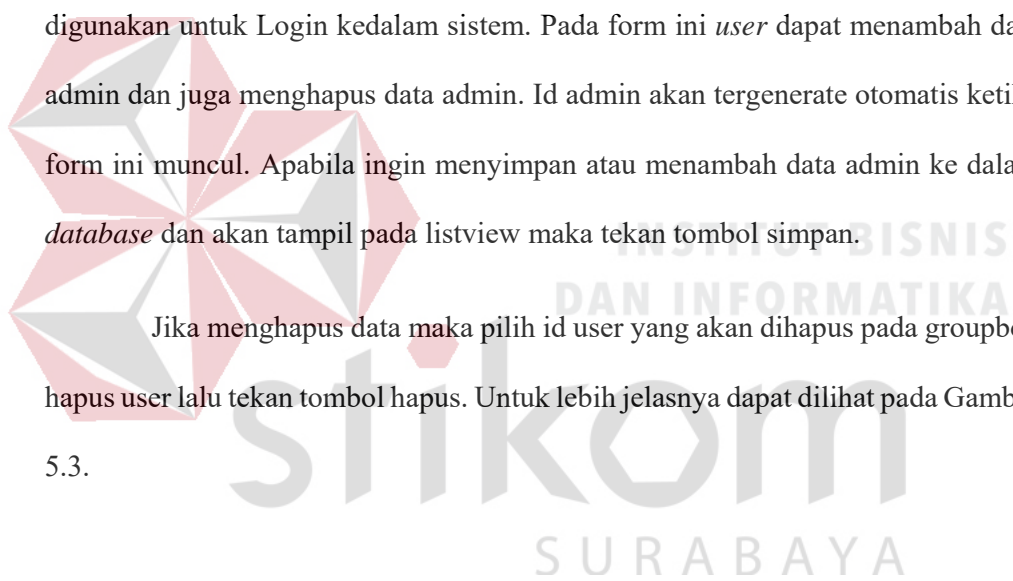 digunakan untuk Login kedalam sistem. Pada form ini user dapat menambah da
admin dan juga menghapus data admin. Id admin akan tergenerate otomatis ketil
form ini muncul. Apabila ingin menyimpan atau menambah data admin ke dala
database dan akan tampil pada listview maka tekan tombol simpan.
INSTITUT BISNIS
DAN INFORMATIKA
Jika menghapus data maka pilih id user yang akan dihapus pada groupbo
hapus user lalu tekan tombol hapus. Untuk lebih jelasnya dapat dilihat pada Gamb
stikom
5.3.
SURABAYA